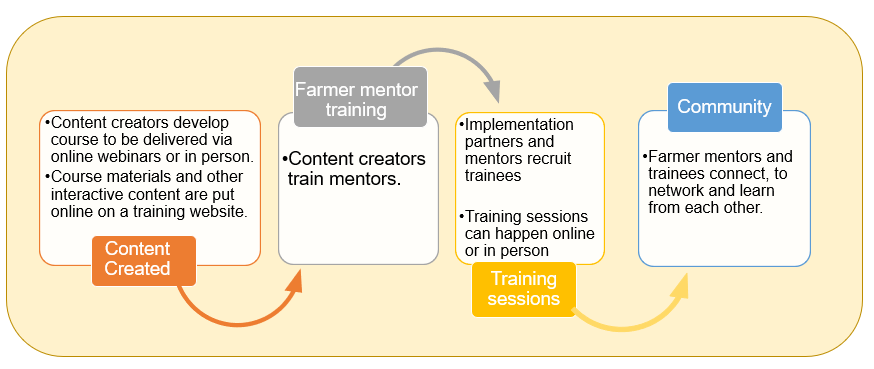 •Content creators develop
course to be delivered via
online webinars or in person.
•Course materials and other
interactive content are put
online on a training website.
Content
Created
Farmer mentor
training
•Content creators
train mentors.
•Implementation
partners and
mentors recruit
trainees
•Training sessions
can happen online
or in person
Training
sessions
Community
•Farmer mentors and
trainees connect, to
network and learn
from each other.